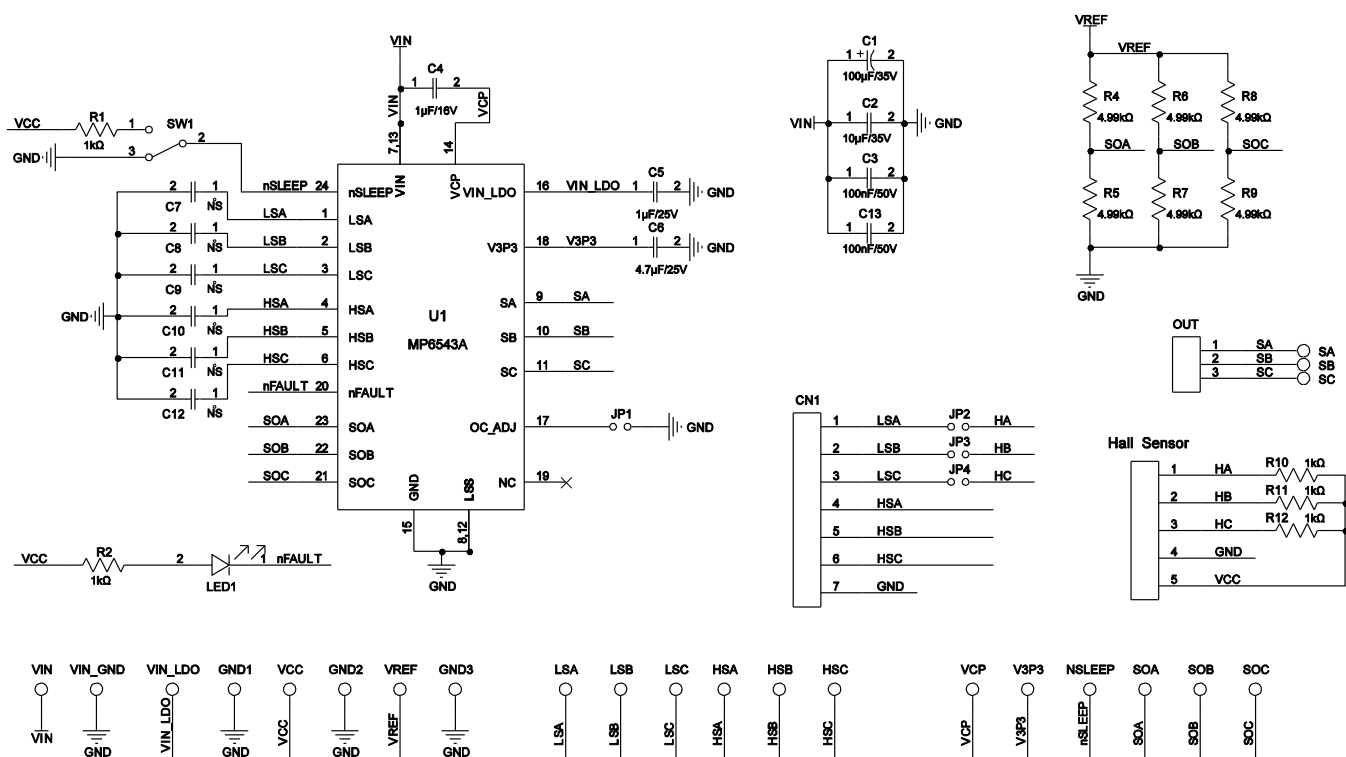 VIN
C4
1 2
1µF/16V
VIN
VCP
7,13
14
VCC
R1
1kΩ
1
SW1
2
3
GND
nSLEEP 24
2 1
C7 NS
LSA 1
2 1
C8 NS
LSB 2
2 1
C9 NS
LSC 3
GND
2 1
C10 NS
HSA 4
2 1
C11 NS
HSB 5
2 1
C12 NS
HSC 6
nFAULT 20
SOA 23
SOB 22
SOC 21
nSLEEP
LSA
LSB
LSC
HSA
HSB
HSC
nFAULT
SOA
SOB
SOC
VIN
VCP
U1
MP6543A
VIN_LDO
V3P3
SA
SB
SC
OC_ADJ
NC
GND
LSS
15
8,12
GND
16 VIN_LDO 1 C5 2 GND
1µF/25V
18 V3P3 1 C6 2 GND
4.7µF/25V
9 SA
10 SB
11 SC
17 JP1 GND
19
VCC
R2
1kΩ
2
LED1
1 nFAULT
C1
1 + 2
100µF/35V
C2
1 2
10µF/35V
VIN
GND
C3
1 2
100nF/50V
C13
1 2
100nF/50V
VREF
VREF
R4
4.99kΩ
R6
4.99kΩ
R8
4.99kΩ
SOA
SOB
SOC
R5
4.99kΩ
R7
4.99kΩ
R9
4.99kΩ
GND
OUT
1 SA SA
2 SB SB
3 SC SC
CN1
1 LSA JP2 HA
2 LSB JP3 HB
3 LSC JP4 HC
4 HSA
5 HSB
6 HSC
7 GND
Hall Sensor
1 HA R10 1kΩ
2 HB R11 1kΩ
3 HC R12 1kΩ
4 GND
5 VCC
VIN VIN_GND VIN_LDO GND1 VCC GND2 VREF GND3 LSA LSB LSC HSA HSB HSC VCP V3P3 NSLEEP SOA SOB SOC
VIN GND VIN_LDO GND VCC GND VREF GND LSA LSB LSC HSA HSB HSC VCP V3P3 nSLEEP SOA SOB SOC